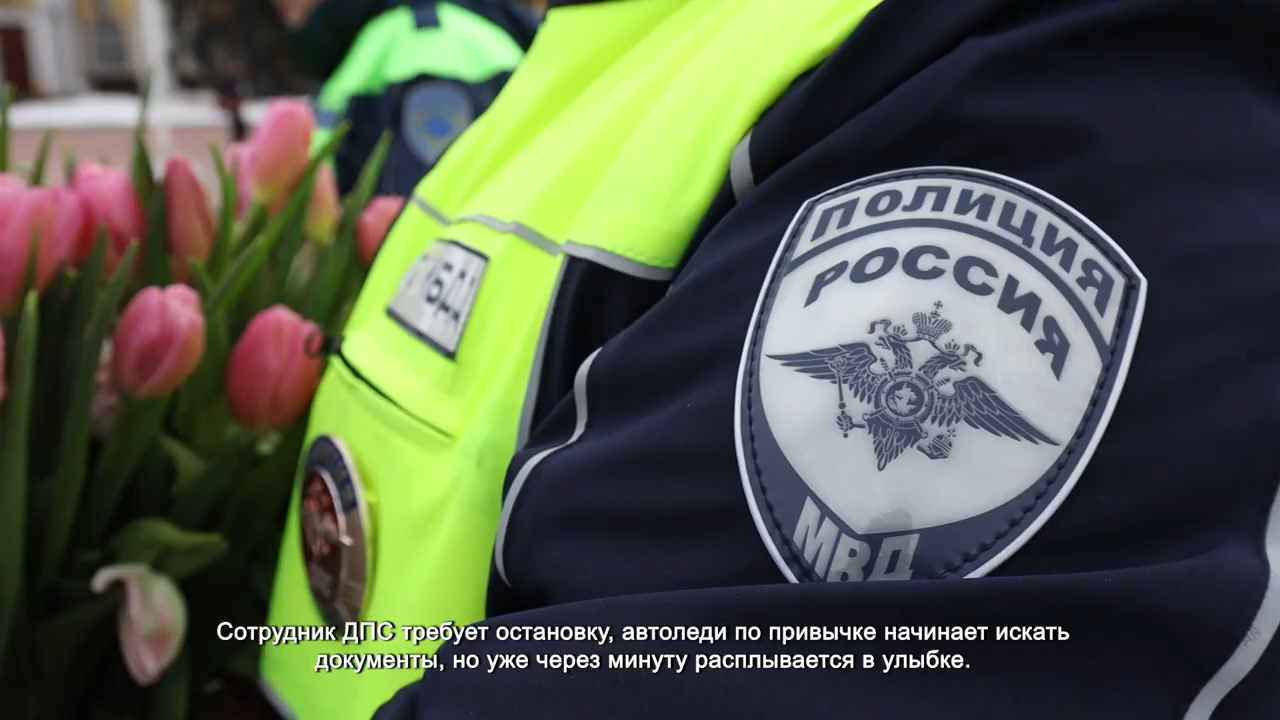 ПОЛИЦИЯ
РОССИЯ
МВД
Сотрудник ДПС требует остановку, автоледи по привычке начинает искать
документы, но уже через минуту расплывается в улыбке.